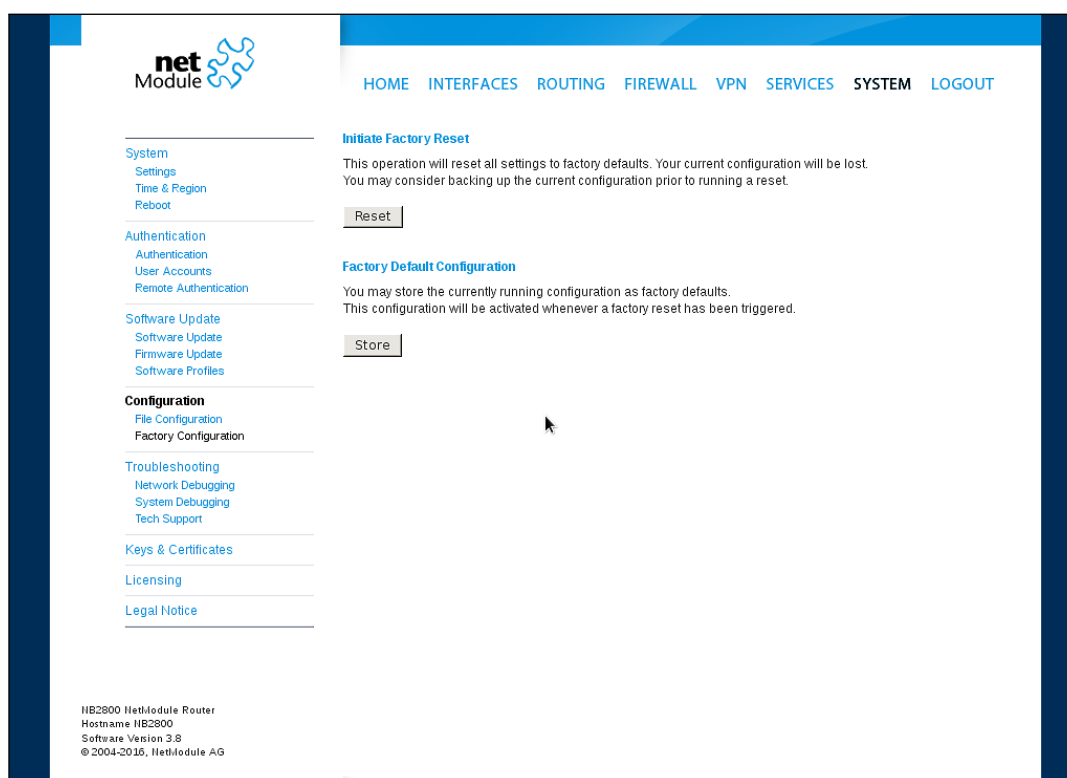 net
Module
HOME INTERFACES ROUTING FIREWALL VPN SERVICES SYSTEM LOGOUT
System
Settings
Time & Region
Reboot
Authentication
Authentication
User Accounts
Remote Authentication
Software Update
Software Update
Firmware Update
Software Profiles
Configuration
File Configuration
Factory Configuration
Troubleshooting
Network Debugging
System Debugging
Tech Support
Keys & Certificates
Licensing
Legal Notice
Initiate Factory Reset
This operation will reset all settings to factory defaults. Your current configuration will be lost.
You may consider backing up the current configuration prior to running a reset.
Reset
Factory Default Configuration
You may store the currently running configuration as factory defaults.
This configuration will be activated whenever a factory reset has been triggered.
Store
NB2800 NetModule Router
Hostname NB2800
Software Version 3.8
© 2004-2016, NetModule AG